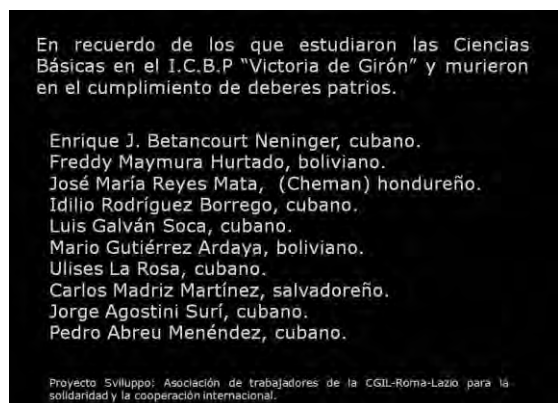 En recuerdo de los que estudiaron las Ciencias
Básicas en el I.C.B.P "Victoria de Girón" y murieron
en el cumplimiento de deberes patrios.
Enrique J. Betancourt Neninger, cubano.
Freddy Maymura Hurtado, boliviano.
José María Reyes Mata, (Cheman) hondureño.
Idilio Rodríguez Borrego, cubano.
Luis Galván Soca, cubano.
Mario Gutiérrez Ardaya, boliviano.
Ulises La Rosa, cubano.
Carlos Madriz Martínez, salvadoreño.
Jorge Agostini Surí, cubano.
Pedro Abreu Menéndez, cubano.
Proyecto Sviluppo: Asociación de trabajadores de la CGIL-Roma-Lazio para la
solidaridad y la cooperación internacional.